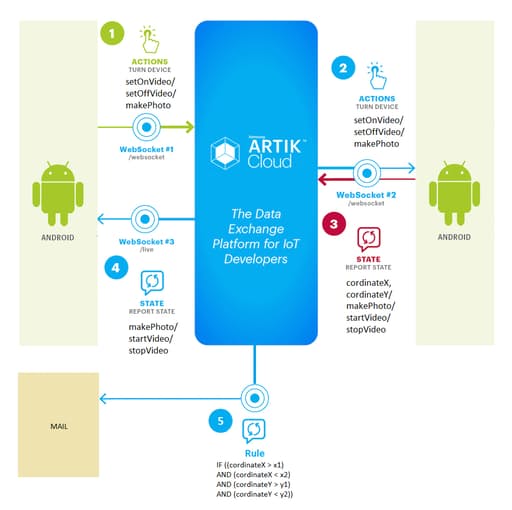 1
ACTIONS
TURN DEVICE
setOnVideo/
setOffVideo/
makePhoto
WebSocket #1
/websocket
ANDROID
WebSocket #3
/live
4
STATE
REPORT STATE
makePhoto/
startVideo/
stopVideo
Samsung
ARTIK™
Cloud
The Data
Exchange
Platform for IoT
Developers
2
ACTIONS
TURN DEVICE
setOnVideo/
setOffVideo/
makePhoto
WebSocket #2
/websocket
3
STATE
REPORT STATE
cordinateX,
cordinateY/
makePhoto/
startVideo/
stopVideo
ANDROID
MAIL
5
Rule
IF ((cordinateX > x1)
AND (cordinateX < x2)
AND (cordinateY > y1)
AND (cordinateY < y2))